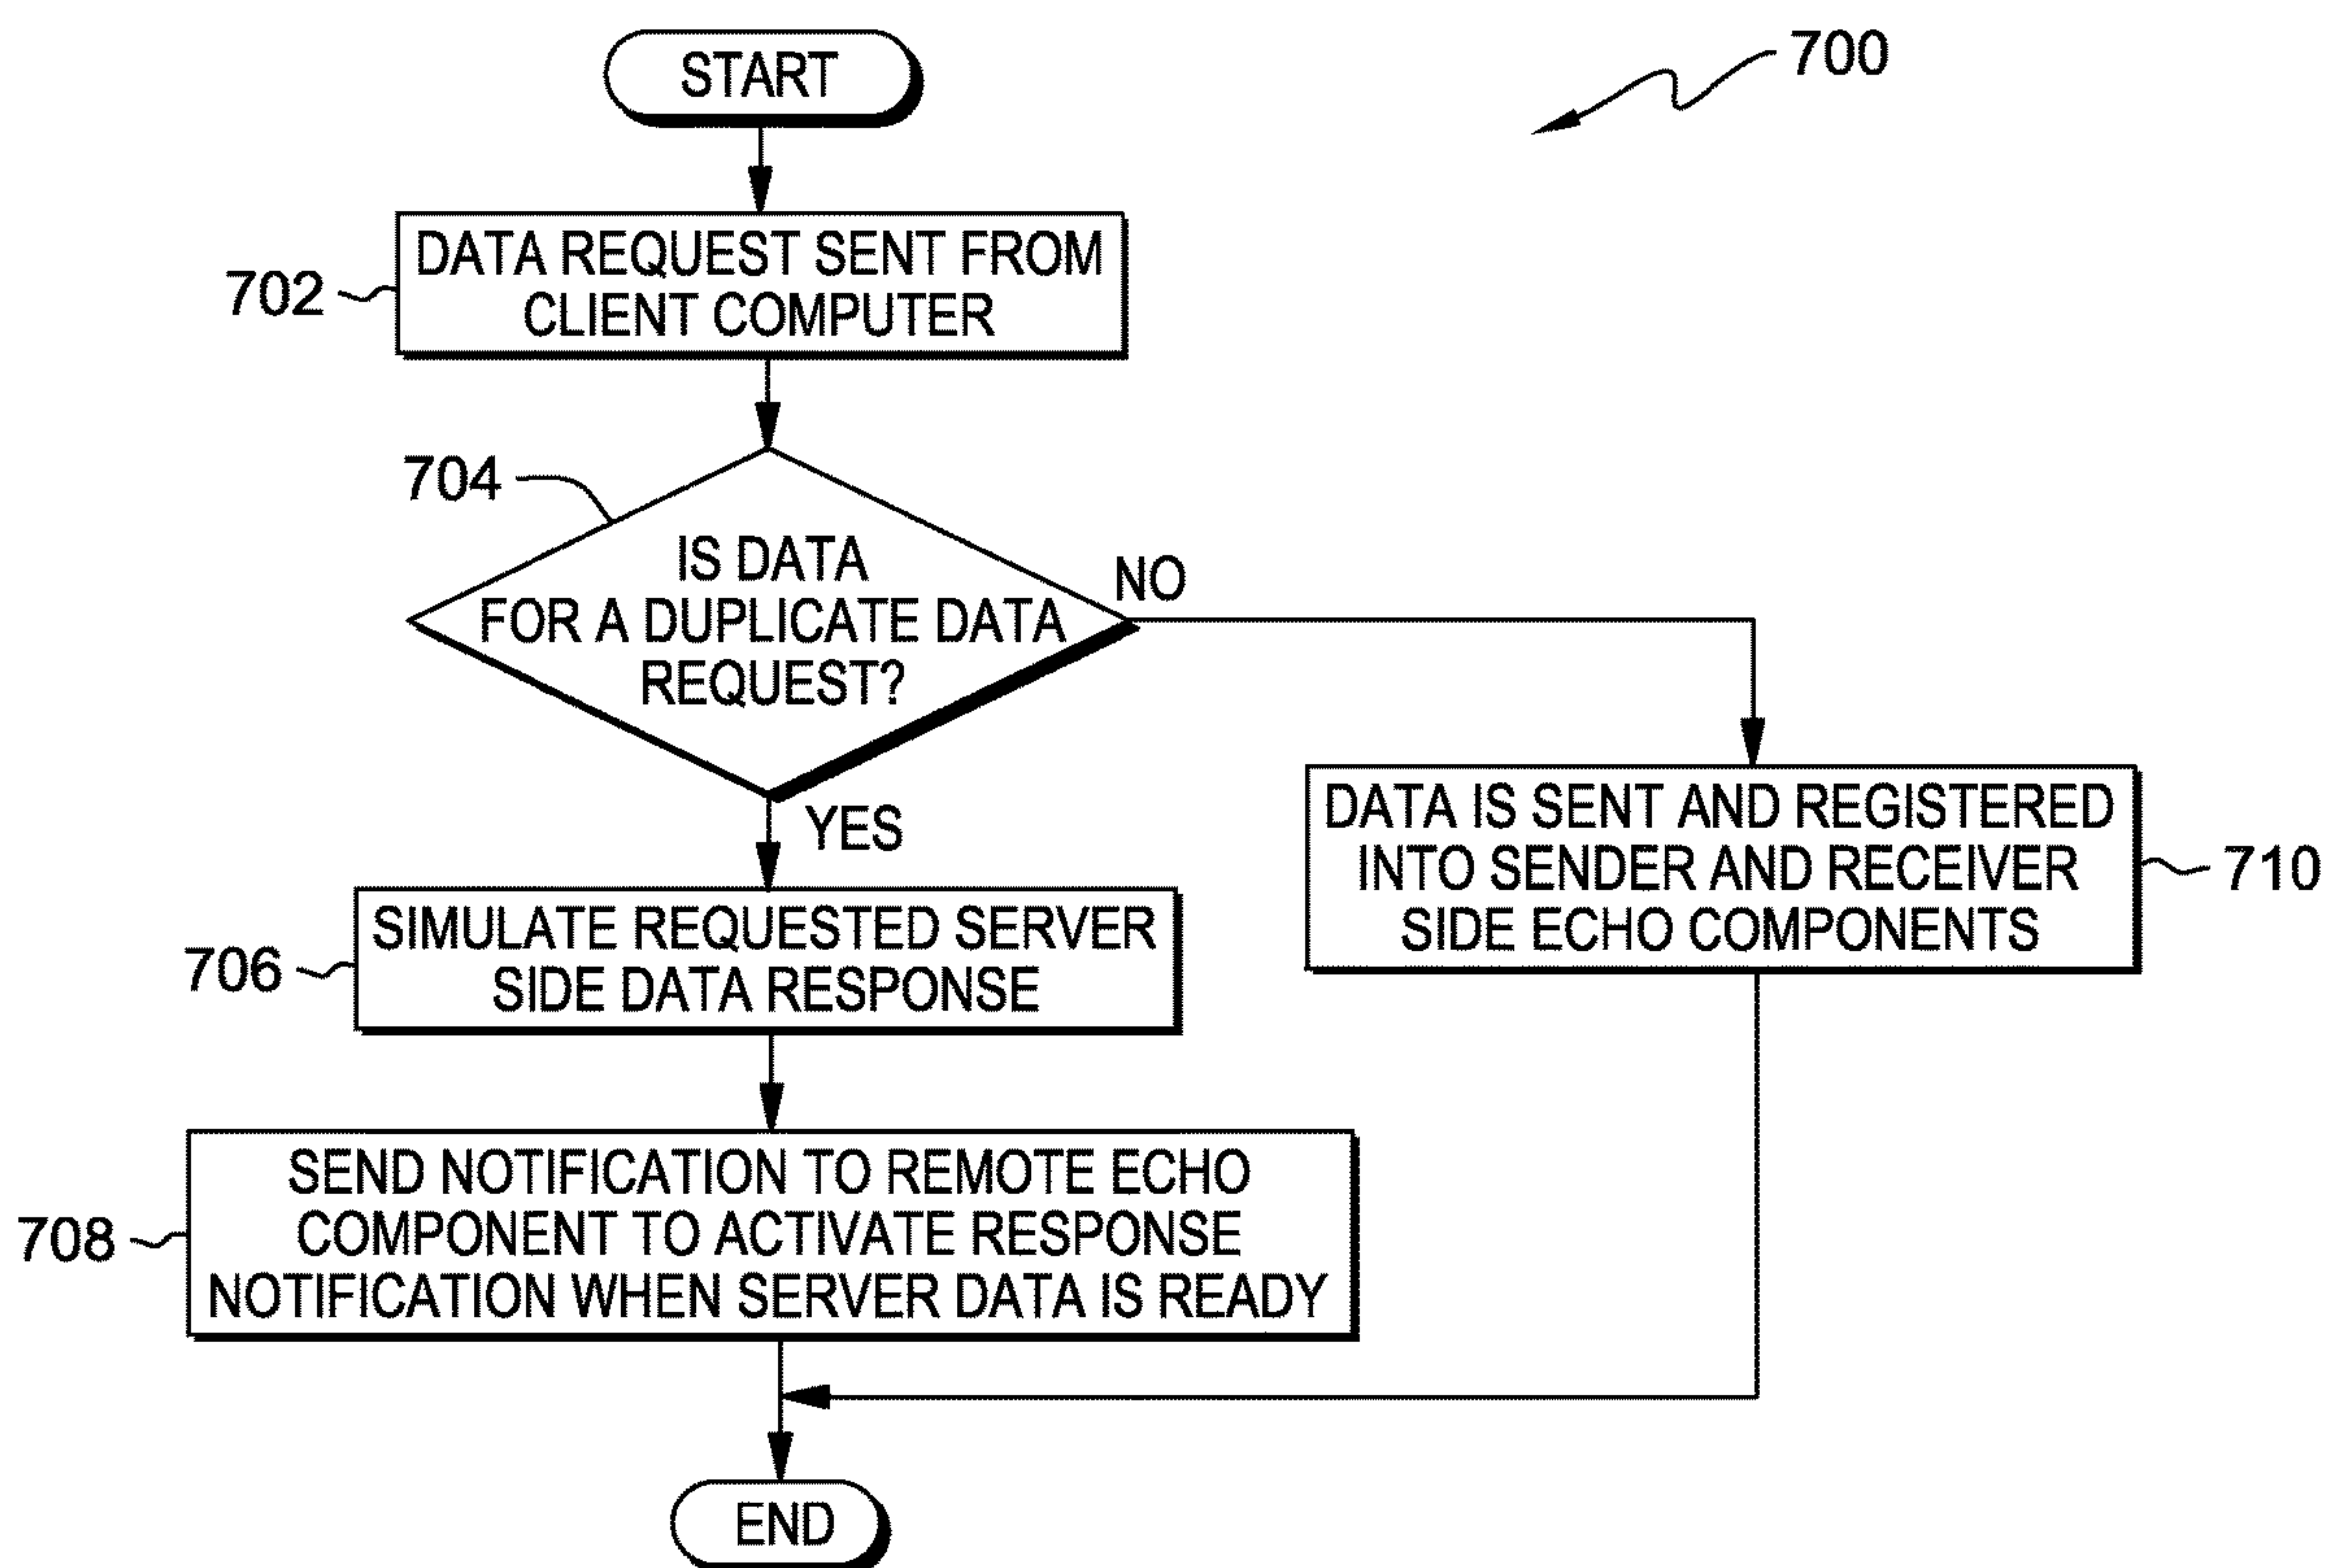 START
700
702
DATA REQUEST SENT FROM
CLIENT COMPUTER
704
IS DATA
FOR A DUPLICATE DATA
REQUEST?
NO
YES
706
SIMULATE REQUESTED SERVER
SIDE DATA RESPONSE
DATA IS SENT AND REGISTERED
INTO SENDER AND RECEIVER
SIDE ECHO COMPONENTS
710
708
SEND NOTIFICATION TO REMOTE ECHO
COMPONENT TO ACTIVATE RESPONSE
NOTIFICATION WHEN SERVER DATA IS READY
END